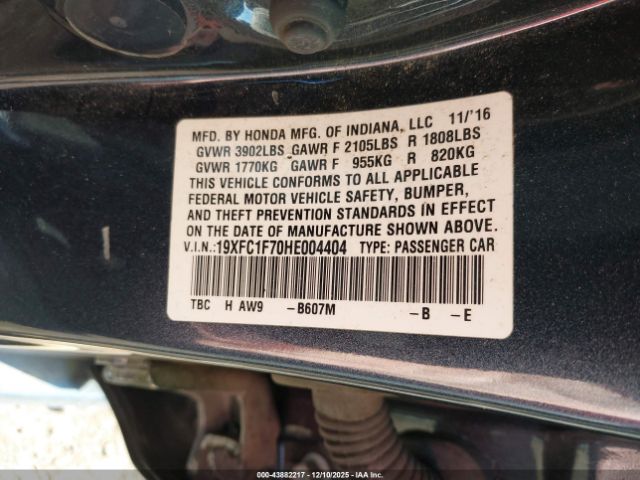 MFD. BY HONDA MFG. OF INDIANA, LLC 11/'16
GVWR 3902LBS GAWR F 2105LBS R 1808LBS
GVWR 1770KG GAWR F 955KG R 820KG
THIS VEHICLE CONFORMS TO ALL APPLICABLE
FEDERAL MOTOR VEHICLE SAFETY, BUMPER,
AND THEFT PREVENTION STANDARDS IN EFFECT
ON THE DATE OF MANUFACTURE SHOWN ABOVE.
V.I.N.:19XFC1F70HE004404 TYPE: PASSENGER CAR
TBC H AW9 -B607M -B -E
000-43882217 - 12/10/2025 - IAA Inc.